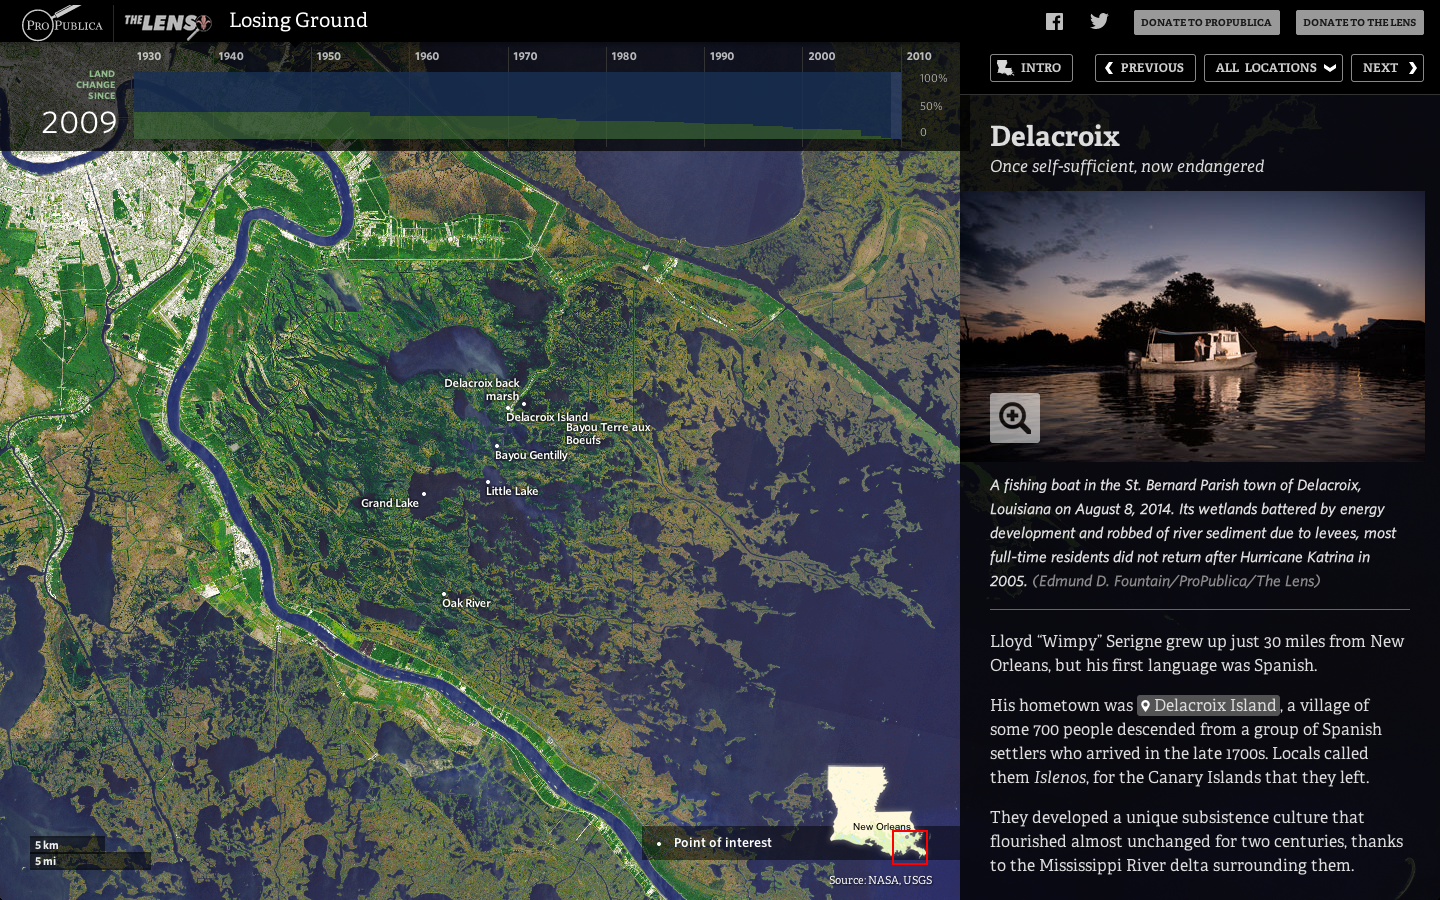 PROPUBLICA
THE LENS
Losing Ground
DONATE TO PROPUBLICA
DONATE TO THE LENS
1930 1940 1950 1960 1970 1980 1990 2000 2010
LAND
CHANGE
SINCE
2009
100%
50%
0
INTRO
PREVIOUS
ALL LOCATIONS
NEXT
Delacroix back
marsh
Delacroix Island
Bayou Terre aux
Boeufs
Bayou Gentilly
Little Lake
Grand Lake
Oak River
5 km
5 mi
Point of interest
New Orleans
Source: NASA, USGS
Delacroix
Once self-sufficient, now endangered
A fishing boat in the St. Bernard Parish town of Delacroix,
Louisiana on August 8, 2014. Its wetlands battered by energy
development and robbed of river sediment due to levees, most
full-time residents did not return after Hurricane Katrina in
2005. (Edmund D. Fountain/ProPublica/The Lens)
Lloyd “Wimpy” Serigne grew up just 30 miles from New
Orleans, but his first language was Spanish.
His hometown was Delacroix Island, a village of
some 700 people descended from a group of Spanish
settlers who arrived in the late 1700s. Locals called
them Islenos, for the Canary Islands that they left.
They developed a unique subsistence culture that
flourished almost unchanged for two centuries, thanks
to the Mississippi River delta surrounding them.